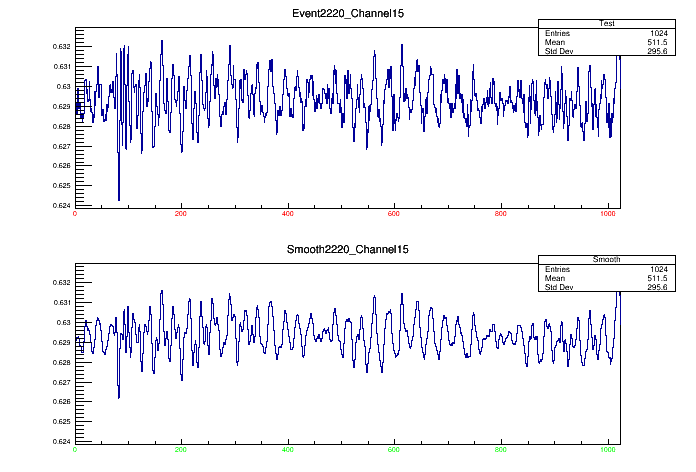 Event2220_Channel15
Test
Entries 1024
Mean 511.5
Std Dev 295.6
0.632
0.631
0.63
0.629
0.628
0.627
0.626
0.625
0.624
0 200 400 600 800 1000
Smooth2220_Channel15
Smooth
Entries 1024
Mean 511.5
Std Dev 295.6
0.632
0.631
0.63
0.629
0.628
0.627
0.626
0.625
0.624
0 200 400 600 800 1000